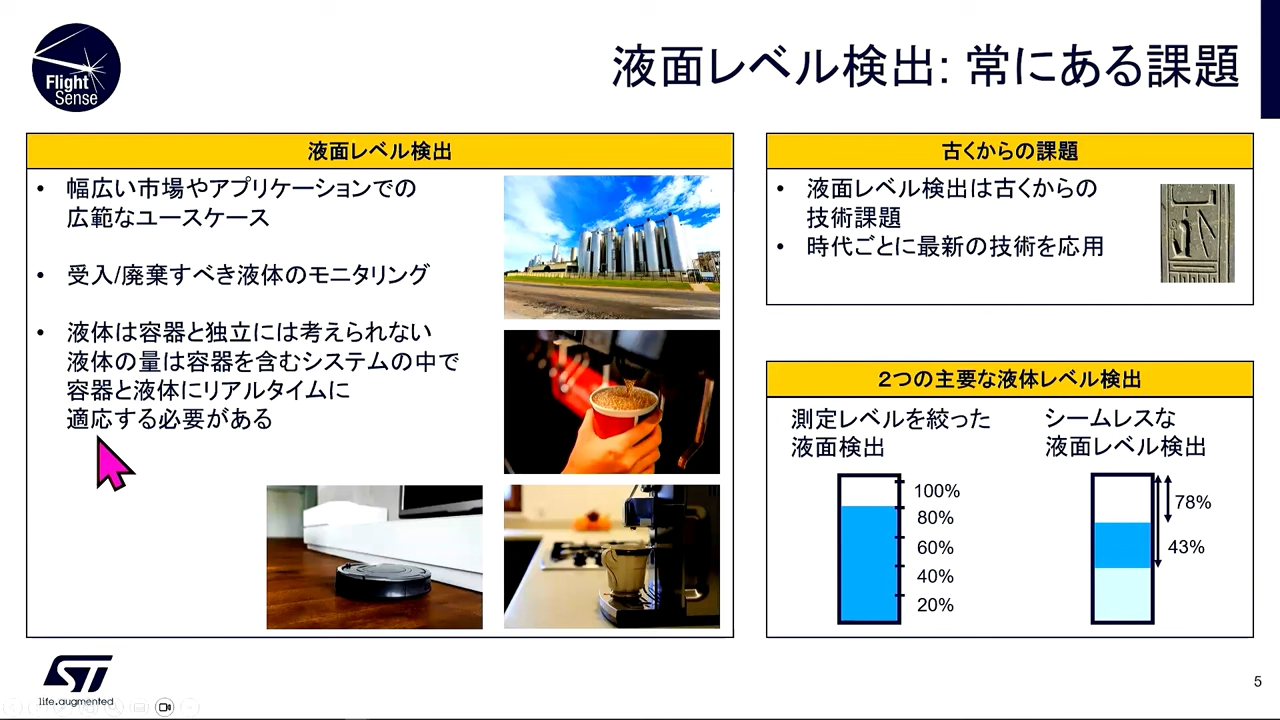 Flight
Sense
液面レベル検出: 常にある課題
液面レベル検出
• 幅広い市場やアプリケーションでの
広範なユースケース
• 受入/廃棄すべき液体のモニタリング
• 液体は容器と独立には考えられない
液体の量は容器を含むシステムの中で
容器と液体にリアルタイムに
適応する必要がある
古くからの課題
• 液面レベル検出は古くからの
技術課題
• 時代ごとに最新の技術を応用
2つの主要な液体レベル検出
測定レベルを絞った
液面検出
100%
80%
60%
40%
20%
シームレスな
液面レベル検出
78%
43%
ST
life.augmented
5